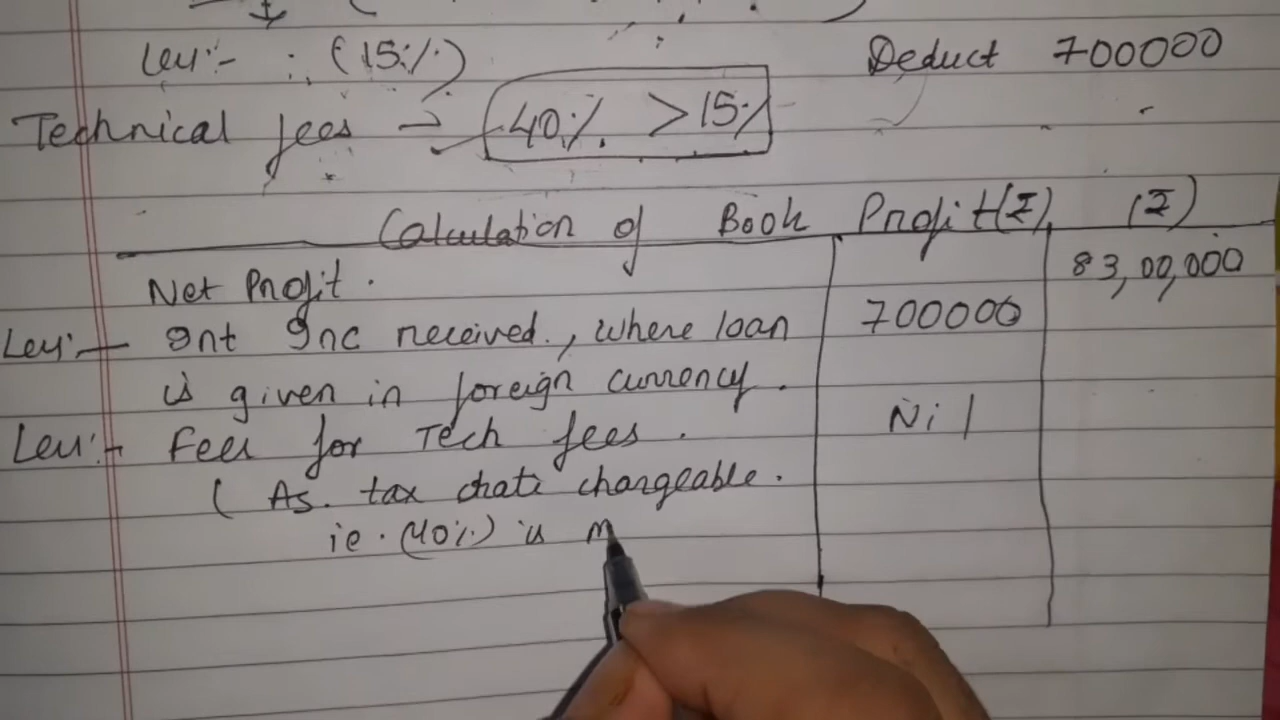 Less:- : (15%) Deduct 700000
Technical fees → 40% > 15%
Calculation of Book Profit(₹) (₹)
Net Profit. 83,00,000
Less:- Int Inc received, where loan 700000
is given in foreign currency.
Less:- Fees for Tech fees. Nil
( As. tax rate chargeable.
ie. (40%) is m